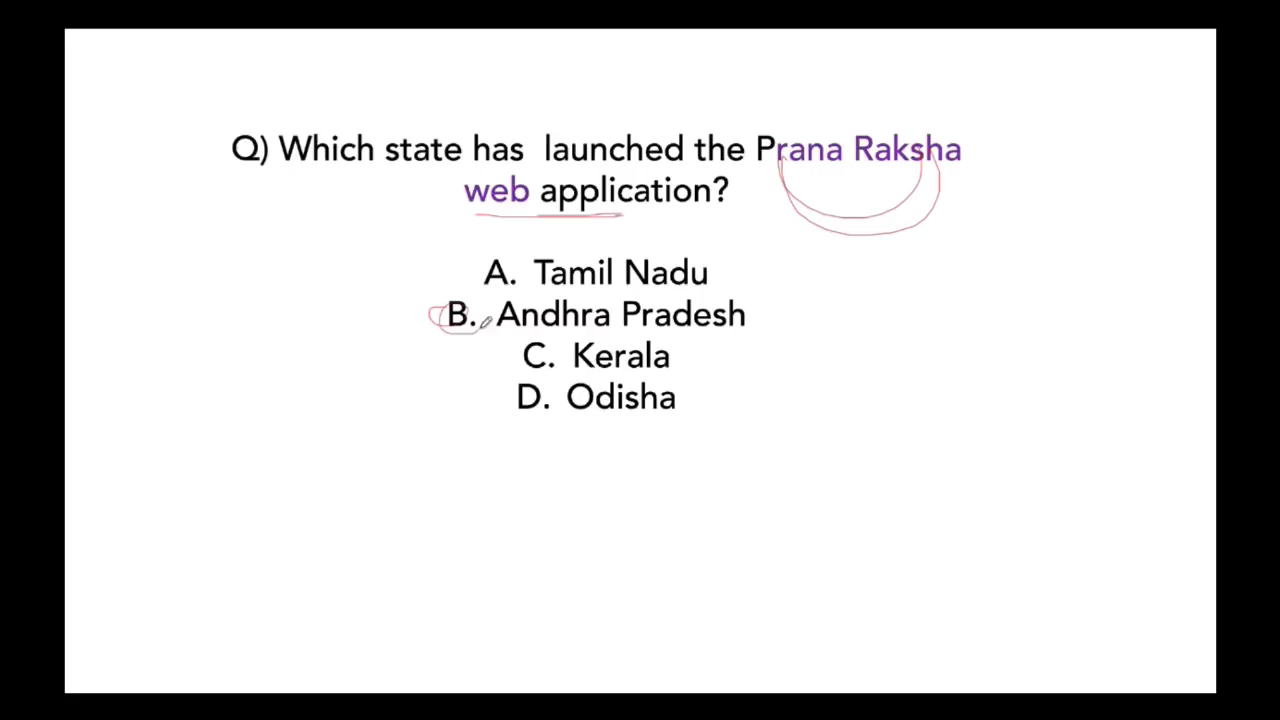 Q) Which state has launched the Prana Raksha
web application?
A. Tamil Nadu
B. Andhra Pradesh
C. Kerala
D. Odisha